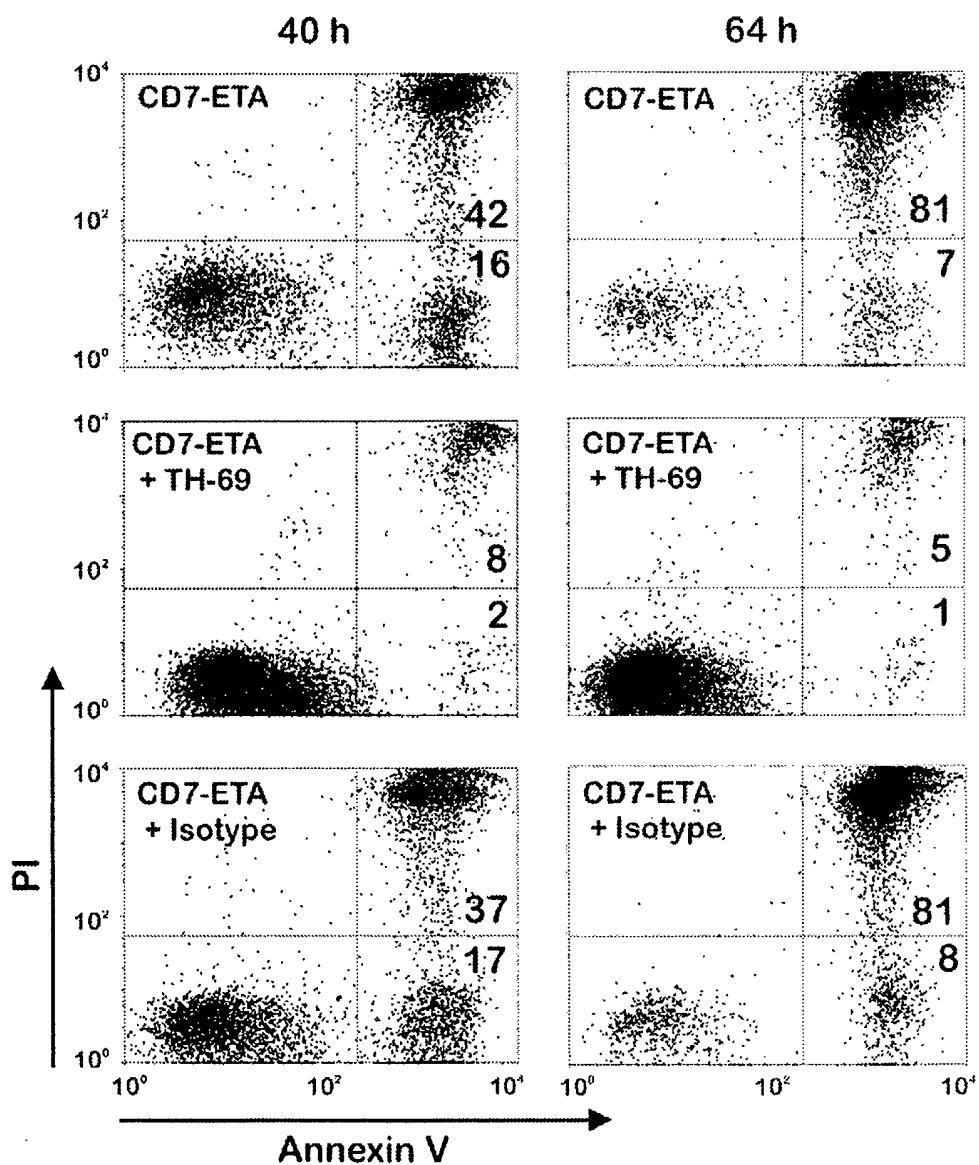 40 h 64 h
10⁴ CD7-ETA CD7-ETA
10² 42 81
16 7
10⁰
10⁴ CD7-ETA CD7-ETA
+ TH-69 + TH-69
8 5
10²
2 1
10⁰
10⁴ CD7-ETA CD7-ETA
+ Isotype + Isotype
PI
10² 37 81
17 8
10⁰
10⁰ 10² 10⁴ 10⁰ 10² 10⁴
Annexin V